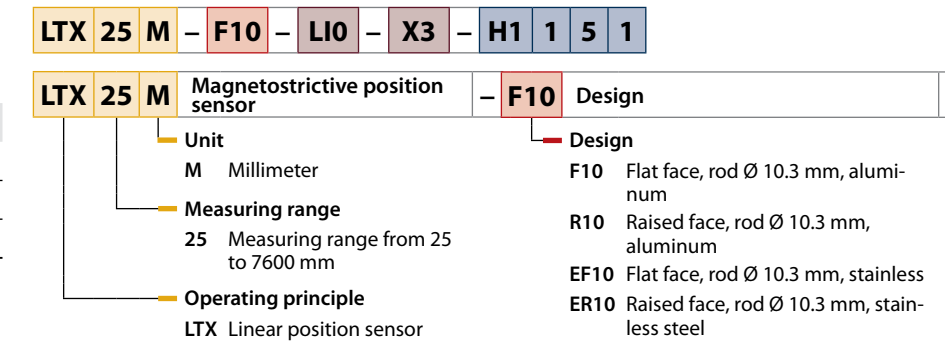 LTX 25 M – F10 – LI0 – X3 – H1 1 5 1
LTX 25 M Magnetostrictive position
sensor
– F10 Design
Unit
M Millimeter
Measuring range
25 Measuring range from 25
to 7600 mm
Operating principle
LTX Linear position sensor
Design
F10 Flat face, rod Ø 10.3 mm, alumi-
num
R10 Raised face, rod Ø 10.3 mm,
aluminum
EF10 Flat face, rod Ø 10.3 mm, stainless
ER10 Raised face, rod Ø 10.3 mm, stain-
less steel